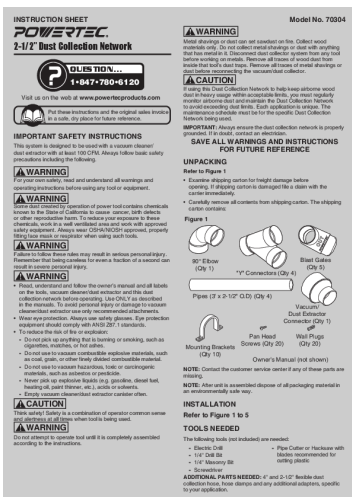 INSTRUCTION SHEET
POWERTEC.
2-1/2" Dust Collection Network
QUESTION...
1•847•780•6120
Visit us on the web at www.powertecproducts.com
Put these instructions and the original sales invoice
in a safe, dry place for future reference.
IMPORTANT SAFETY INSTRUCTIONS
This system is designed to be used with a vacuum cleaner/
dust extractor with at least 100 CPM. Always follow basic safety
precautions including the following.
WARNING
For your own safety, read and understand all warnings and
operating instructions before using any tool or equipment.
WARNING
Some dust created by operation of power tool contains chemicals
known to the State of California to cause cancer, birth defects
or other reproductive harm. To reduce your exposure to these
chemicals, work in a well ventilated area and work with approved
safety equipment. Always wear OSHA/NIOSH approved, properly
fitting face mask or respirator when using such tools.
WARNING
Failure to follow these rules may result in serious personal injury.
Remember that being careless for even a fraction of a second can
result in severe personal injury.
WARNING
• Read, understand and follow the owner's manual and all labels
on the tools, vacuum cleaner/dust extractor and this dust
collection network before operating. Use ONLY as described
in the manuals. To avoid personal injury or damage to vacuum
cleaner/dust extractor use only recommended attachments.
• Wear eye protection. Always use safety glasses. Eye protection
equipment should comply with ANSI Z87.1 standards.
• To reduce the risk of fire or explosion:
- Do not pick up anything that is burning or smoking, such as
cigarettes, matches, or hot ashes.
- Do not use to vacuum combustible explosive materials, such
as coal, grain, or other finely divided combustible material.
- Do not use to vacuum hazardous, toxic or carcinogenic
materials, such as asbestos or pesticide.
- Never pick up explosive liquids (e.g. gasoline, diesel fuel,
heating oil, paint thinner, etc.), acids or solvents.
- Empty vacuum cleaner/dust extractor canister often.
CAUTION
Think safety! Safety is a combination of operator common sense
and alertness at all times when tool is being used.
WARNING
Do not attempt to operate tool until it is completely assembled
according to the instructions.
Model No. 70304
WARNING
Metal shavings or dust can set sawdust on fire. Collect wood
materials only. Do not collect metal shavings or dust with anything
that has metal in it. Disconnect dust collector system from any tool
before working on metals. Remove all traces of wood dust from
inside that tool's dust traps. Remove all traces of metal shavings or
dust before reconnecting the vacuum/dust collector.
CAUTION
If using this Dust Collection Network to help keep airborne wood
dust in heavy usage within acceptable limits, you must regularly
monitor airborne dust and maintain the Dust Collection Network
to avoid exceeding dust limits. Each application is unique. The
maintenance schedule must be for the specific Dust Collection
Network being used.
IMPORTANT: Always ensure the dust collection network is properly
grounded. If in doubt, contact an electrician.
SAVE ALL WARNINGS AND INSTRUCTIONS
FOR FUTURE REFERENCE
UNPACKING
Refer to Figure 1
• Examine shipping carton for freight damage before
opening. If shipping carton is damaged file a claim with the
carrier immediately.
• Carefully remove all contents from shipping carton. The shipping
carton contains:
Figure 1
90° Elbow
(Qty 1)
"Y" Connectors (Qty 4)
Blast Gates
(Qty 5)
Pipes (3' x 2-1/2" O.D) (Qty 4)
Vacuum/
Dust Extractor
Connector (Qty 1)
Mounting Brackets
(Qty 10)
Pan Head
Screws (Qty 20)
Wall Plugs
(Qty 20)
Owner's Manual (not shown)
NOTE: Contact the customer service center if any of these parts are
missing.
NOTE: After unit is assembled dispose of all packaging material in
an environmentally safe way.
INSTALLATION
Refer to Figure 1 to 5
TOOLS NEEDED
The following tools (not included) are needed:
- Electric Drill
- 1/4" Drill Bit
- 1/4" Masonry Bit
- Screwdriver
- Pipe Cutter or Hacksaw with
blades recommended for
cutting plastic
ADDITIONAL PARTS NEEDED: 4" and 2-1/2" flexible dust
collection hose, hose clamps and any additional adaptors, specific
to your application.